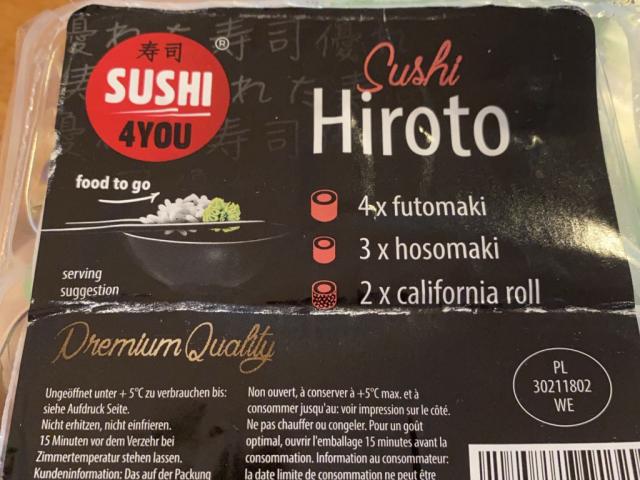 寿司
SUSHI
4YOU
®
food to go
serving
suggestion
Sushi
Hiroto
4x futomaki
3 x hosomaki
2 x california roll
Premium Quality
Ungeöffnet unter + 5°C zu verbrauchen bis:
siehe Aufdruck Seite.
Nicht erhitzen, nicht einfrieren.
15 Minuten vor dem Verzehr bei
Zimmertemperatur stehen lassen.
Kundeninformation: Das auf der Packung
Non ouvert, à conserver à +5°C max. et à
consommer jusqu'au: voir impression sur le côté.
Ne pas chauffer ou congeler. Pour un goût
optimal, ouvrir l'emballage 15 minutes avant la
consommation. Information au consommateur:
la date limite de consommation ne peut être
PL
30211802
WE